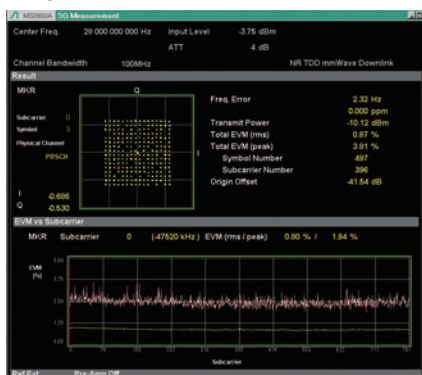 MS2850A 5G Measurement
Center Freq. 28 000 000 000 Hz Input Level -3.75 dBm
ATT 4 dB
Channel Bandwidth 100MHz NR TDD mmWave Downlink
Result
MKR Q
Freq. Error 2.32 Hz
0.000 ppm
Subcarrier 0
Transmit Power -10.12 dBm
Symbol 3
Total EVM (rms) 0.87 %
Physical Channel
Total EVM (peak) 3.81 %
PDSCH I
Symbol Number 497
Subcarrier Number 396
Origin Offset -41.54 dB
I -0.686
Q -0.530
EVM vs Subcarrier
MKR Subcarrier 0 (-47520 kHz) EVM (rms / peak) 0.80 % / 1.94 %
EVM
[%]
Subcarrier
Ref.Ext Pre-Amp Off